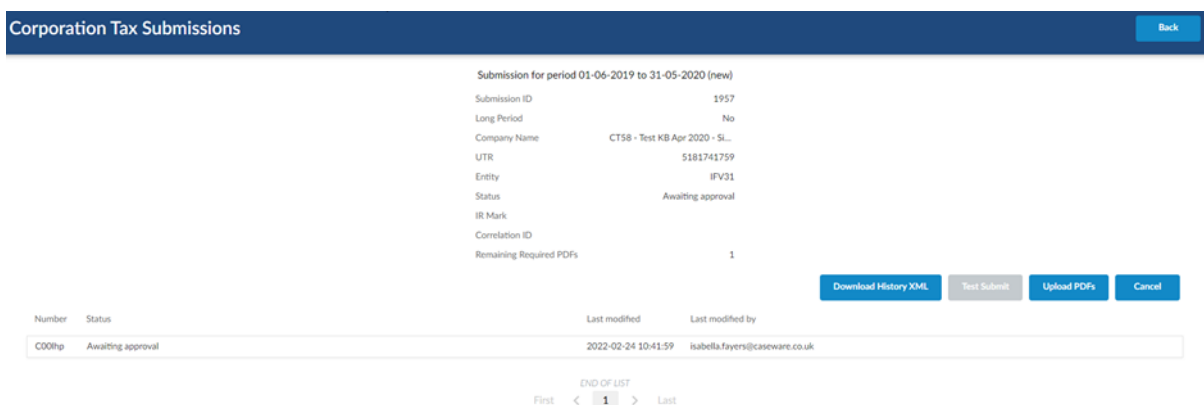 Corporation Tax Submissions
Back
Submission for period 01-06-2019 to 31-05-2020 (new)
Submission ID 1957
Long Period No
Company Name CT58 - Test KB Apr 2020 - Si...
UTR 5181741759
Entity IFV31
Status Awaiting approval
IR Mark
Correlation ID
Remaining Required PDFs 1
Download History XML Test Submit Upload PDFs Cancel
Number Status Last modified Last modified by
C00lhp Awaiting approval 2022-02-24 10:41:59 isabella.fayers@caseware.co.uk
END OF LIST
First < 1 > Last